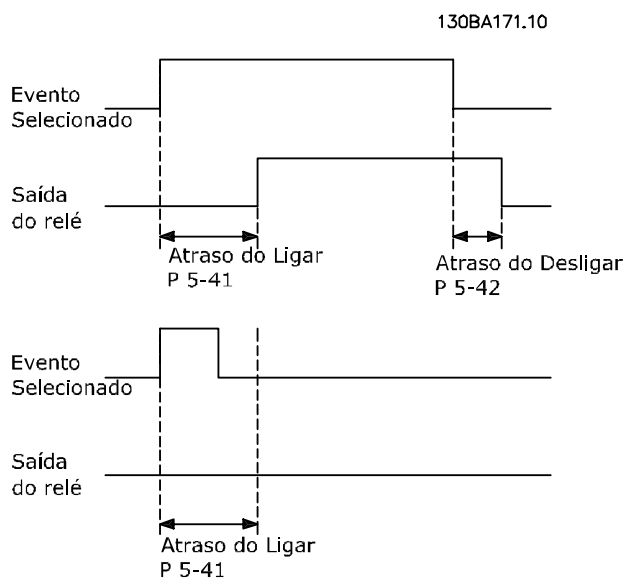 130BA171.10
Evento
Selecionado
Saída
do relé
Atraso do Ligar
P 5-41
Atraso do Desligar
P 5-42
Evento
Selecionado
Saída
do relé
Atraso do Ligar
P 5-41